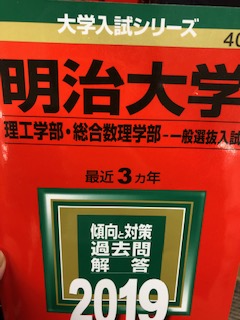 大学入試シリーズ
40
明治大学
理工学部・総合数理学部-一般選抜入試
最近3カ年
傾向と対策
過去問
解答
2019